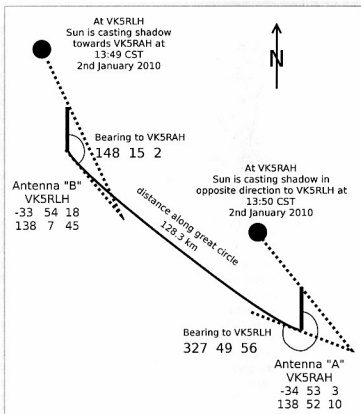 At VK5RLH
Sun is casting shadow
towards VK5RAH at
13:49 CST
2nd January 2010
N
Bearing to VK5RAH
148 15 2
Antenna "B"
VK5RLH
-33 54 18
138 7 45
distance along great circle
128.3 km
At VK5RAH
Sun is casting shadow in
opposite direction to VK5RLH at
13:50 CST
2nd January 2010
Bearing to VK5RLH
327 49 56
Antenna "A"
VK5RAH
-34 53 3
138 52 10